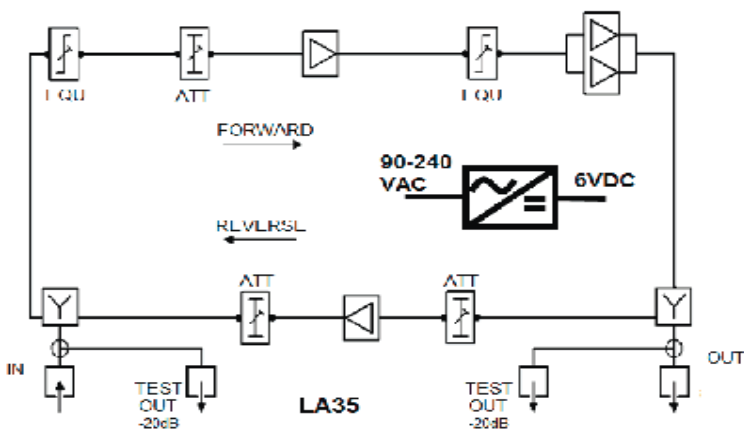 EQU
ATT
EQU
FORWARD
90-240
VAC
6VDC
REVERSE
ATT
ATT
Y
Y
IN
TEST
OUT
-20dB
LA35
TEST
OUT
-20dB
OUT